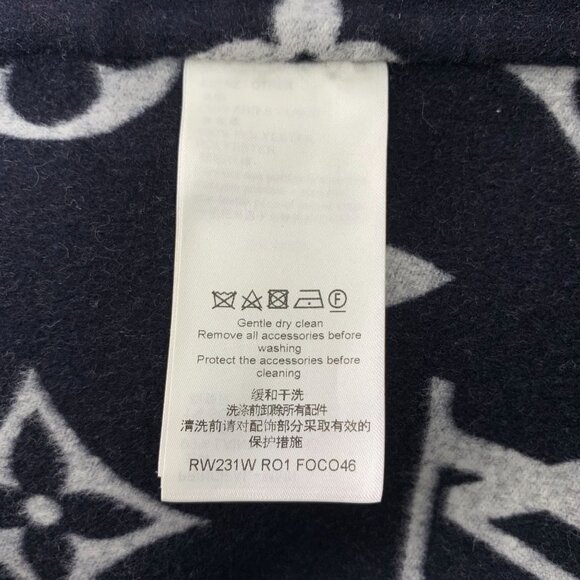 F
Gentle dry clean
Remove all accessories before
washing
Protect the accessories before
cleaning
缓和干洗
洗涤前卸除所有配件
清洗前请对配饰部分采取有效的
保护措施
RW231W RO1 FOCO46